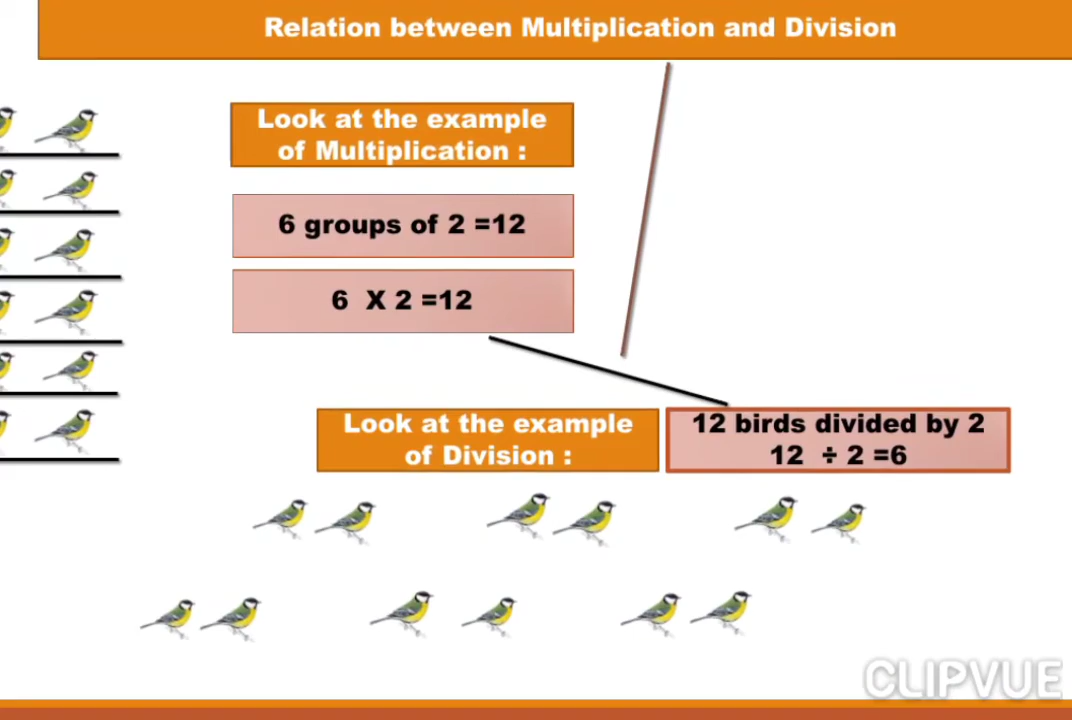 Relation between Multiplication and Division
Look at the example
of Multiplication :
6 groups of 2 =12
6 X 2 =12
Look at the example
of Division :
12 birds divided by 2
12 ÷ 2 =6
CLIPVUE